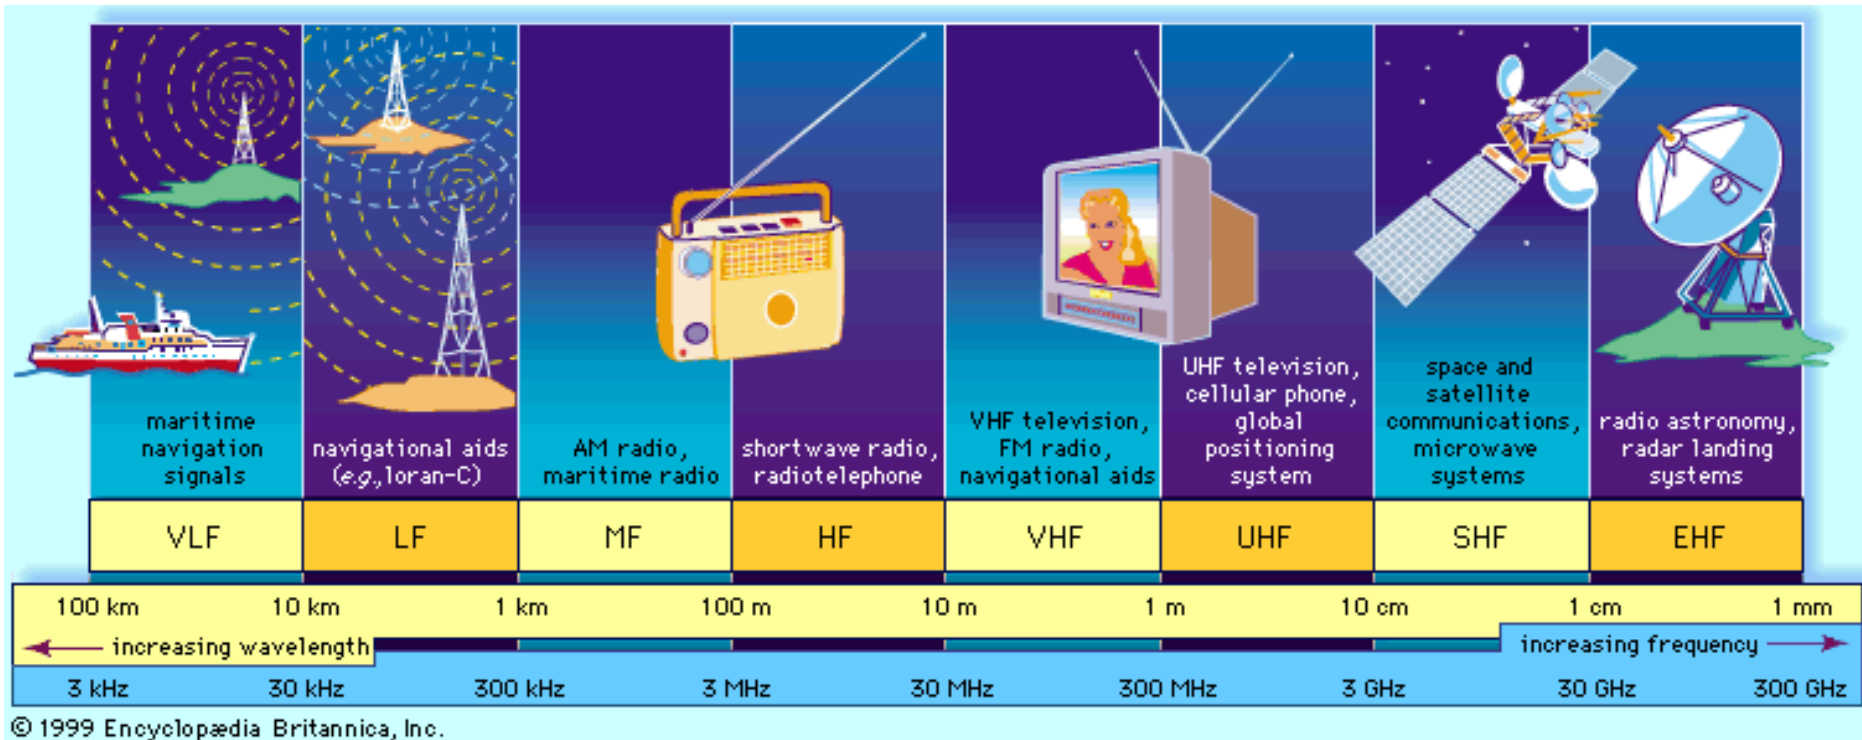 maritime
navigation
signals
navigational aids
(e.g.,loran-C)
AM radio,
maritime radio
shortwave radio,
radiotelephone
VHF television,
FM radio,
navigational aids
UHF television,
cellular phone,
global
positioning
system
space and
satellite
communications,
microwave
systems
radio astronomy,
radar landing
systems
VLF LF MF HF VHF UHF SHF EHF
100 km 10 km 1 km 100 m 10 m 1 m 10 cm 1 cm 1 mm
increasing wavelength increasing frequency
3 kHz 30 kHz 300 kHz 3 MHz 30 MHz 300 MHz 3 GHz 30 GHz 300 GHz
© 1999 Encyclopædia Britannica, Inc.